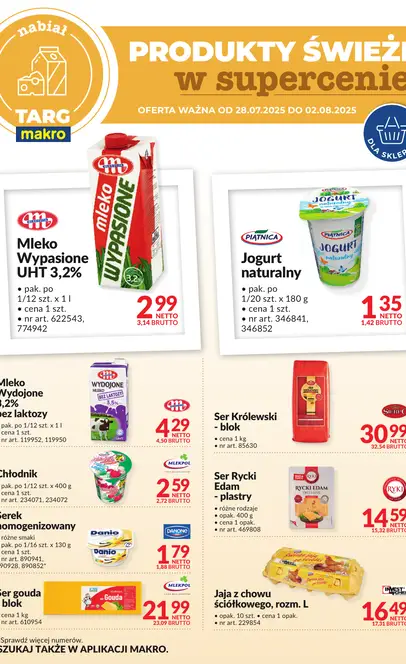 nabiał
TARG
makro
PRODUKTY ŚWIEŻE
w supercenie
OFERTA WAŻNA OD 28.07.2025 DO 02.08.2025
DLA SKLEP
mleko
WYPASIONE
3,2%
Mleko
Wypasione
UHT 3,2%
• pak. po
1/12 szt. x 1 l
• cena 1 szt.
• nr art. 622543,
774942
2 99
NETTO
3,14 BRUTTO
PIĄTNICA
JOGURT
naturalny
Jogurt
naturalny
• pak. po
1/20 szt. x 180 g
• cena 1 szt.
• nr art. 346841,
346852
1 35
NETTO
1,42 BRUTTO
Mleko
Wydojone
3,2%
bez laktozy
pak. po 1/12 szt. x 1 l
cena 1 szt.
nr art. 119952, 119950
WYDOJONE
BEZ LAKTOZY
4 29
NETTO
4,50 BRUTTO
Ser Królewski
- blok
• cena 1 kg
• nr art. 85630
30 99
NETTO
32,54 BRUTTO
Chłodnik
pak. po 1/12 szt. x 400 g
cena 1 szt.
nr art. 234071, 234072
MLEKPOL
2 59
NETTO
2,72 BRUTTO
Ser Rycki
Edam
- plastry
• różne rodzaje
• opak. 400 g
• cena 1 opak.
• nr art. 469808
RYCKI EDAM
RYKI
14 59
NETTO
15,32 BRUTTO
Serek
homogenizowany
różne smaki
pak. po 1/16 szt. x 130 g
cena 1 szt.
nr art. 890941,
890928, 890852*
Danio
Danio
DANONE
1 79
NETTO
1,88 BRUTTO
Ser gouda
- blok
cena 1 kg
nr art. 610954
Gouda
MLEKPOL
21 99
NETTO
23,09 BRUTTO
Jaja z chowu
ściółkowego, rozm. L
• opak. 10 szt. • cena 1 opak.
• nr art. 229854
16 49
NETTO
17,31 BRUTTO
Sprawdź więcej numerów.
SZUKAJ TAKŻE W APLIKACJI MAKRO.